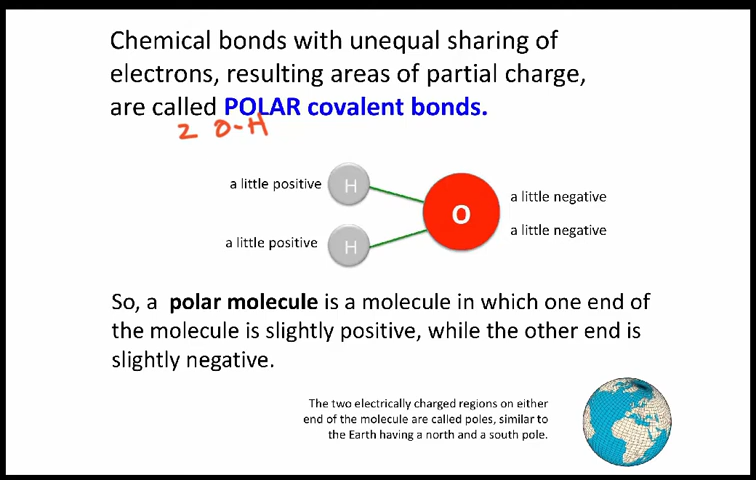 Chemical bonds with unequal sharing of
electrons, resulting areas of partial charge,
are called POLAR covalent bonds.
2 O-H
a little positive H
O
a little negative
a little positive H
a little negative
So, a polar molecule is a molecule in which one end of
the molecule is slightly positive, while the other end is
slightly negative.
The two electrically charged regions on either
end of the molecule are called poles, similar to
the Earth having a north and a south pole.